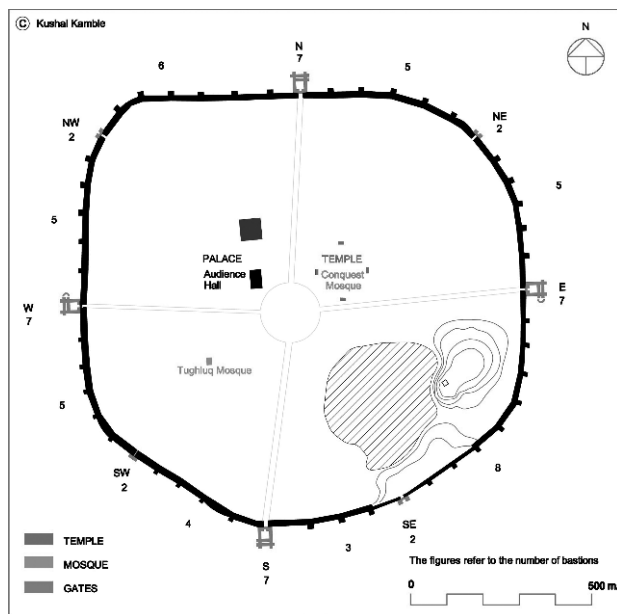 © Kushal Kamble
N
N
7
6
5
NW
2
NE
2
5
5
PALACE
Audience
Hall
TEMPLE
Conquest
Mosque
W
7
E
7
Tughluq Mosque
5
8
SW
2
4
SE
2
S
7
3
TEMPLE
MOSQUE
GATES
The figures refer to the number of bastions
0
500 m.